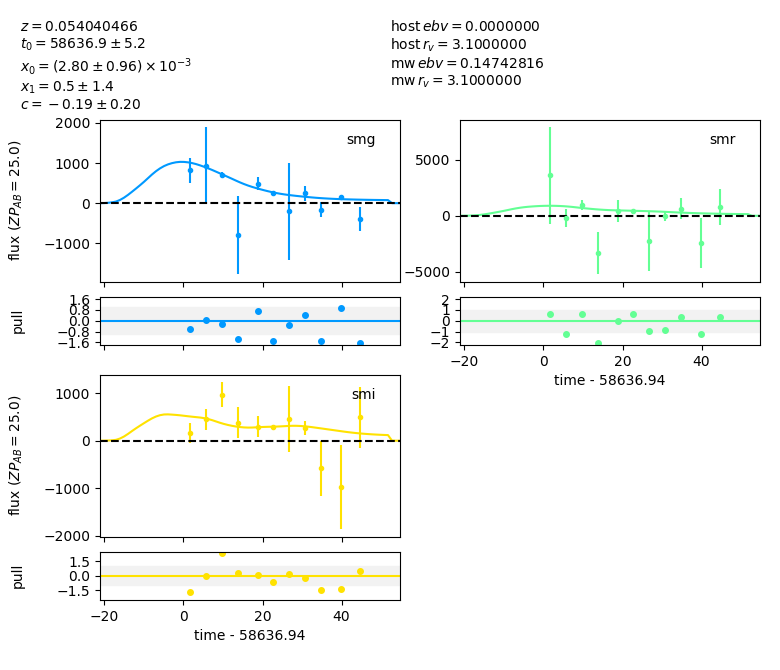 z = 0.054040466
t₀ = 58636.9 ± 5.2
x₀ = (2.80 ± 0.96) × 10⁻³
x₁ = 0.5 ± 1.4
c = −0.19 ± 0.20
host ebv = 0.0000000
host r_v = 3.1000000
mw ebv = 0.14742816
mw r_v = 3.1000000
smg
2000
1000
0
−1000
flux (ZP_AB = 25.0)
smr
5000
0
−5000
1.6
0.8
0.0
−0.8
−1.6
pull
2
1
0
−1
−2
−20 0 20 40
time - 58636.94
smi
1000
0
−1000
−2000
flux (ZP_AB = 25.0)
1.5
0.0
−1.5
pull
−20 0 20 40
time - 58636.94